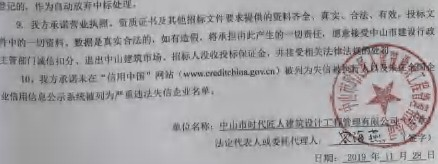 登记的，作为自动放弃中标处理。
9、我方承诺营业执照、资质证书及其他招标文件要求提供的资料齐全、真实、合法、有效，投标文
件中的一切资料、数据是真实合法的，如有造假，将承担由此产生的一切责任，愿意接受中山市建设行政
主管部门诚信扣分、退出中山建筑市场、招标人没收投标保证金，并接受相关法律法规的处罚。
10、我方承诺未在“信用中国”网站（www.creditchina.gov.cn）被列为失信被执行人
业信用信息公示系统被列为严重违法失信企业名单。
单位名称：中山市时代匠人建筑设计工程管理有限公司
法定代表人或委托代理人：签字）
日期：2019 年 11 月 28 日